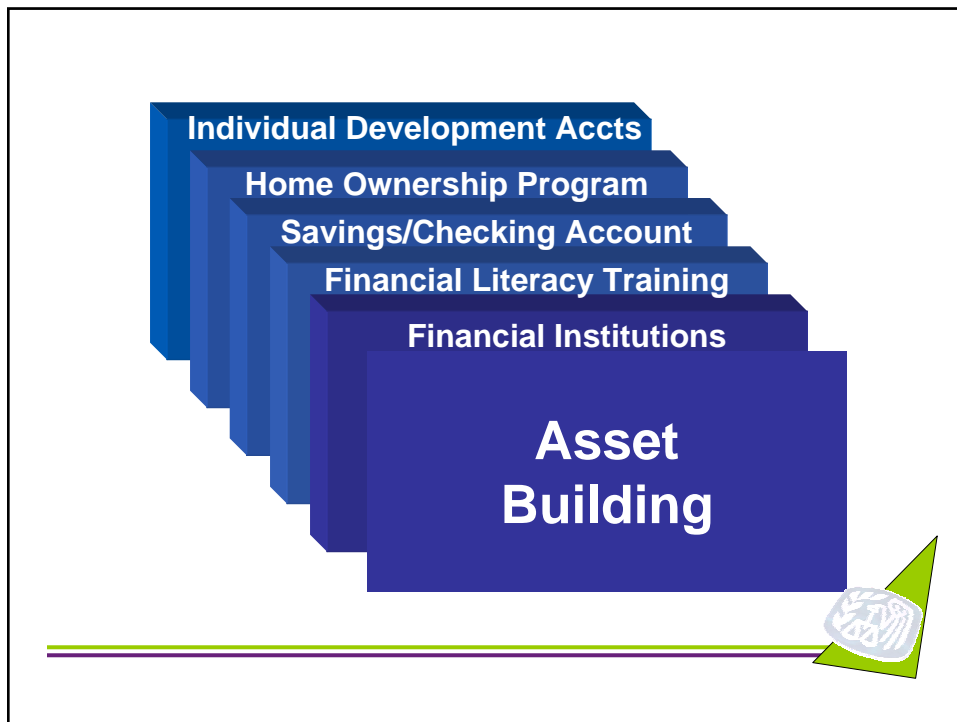 Individual Development Accts
Home Ownership Program
Savings/Checking Account
Financial Literacy Training
Financial Institutions
Asset
Building